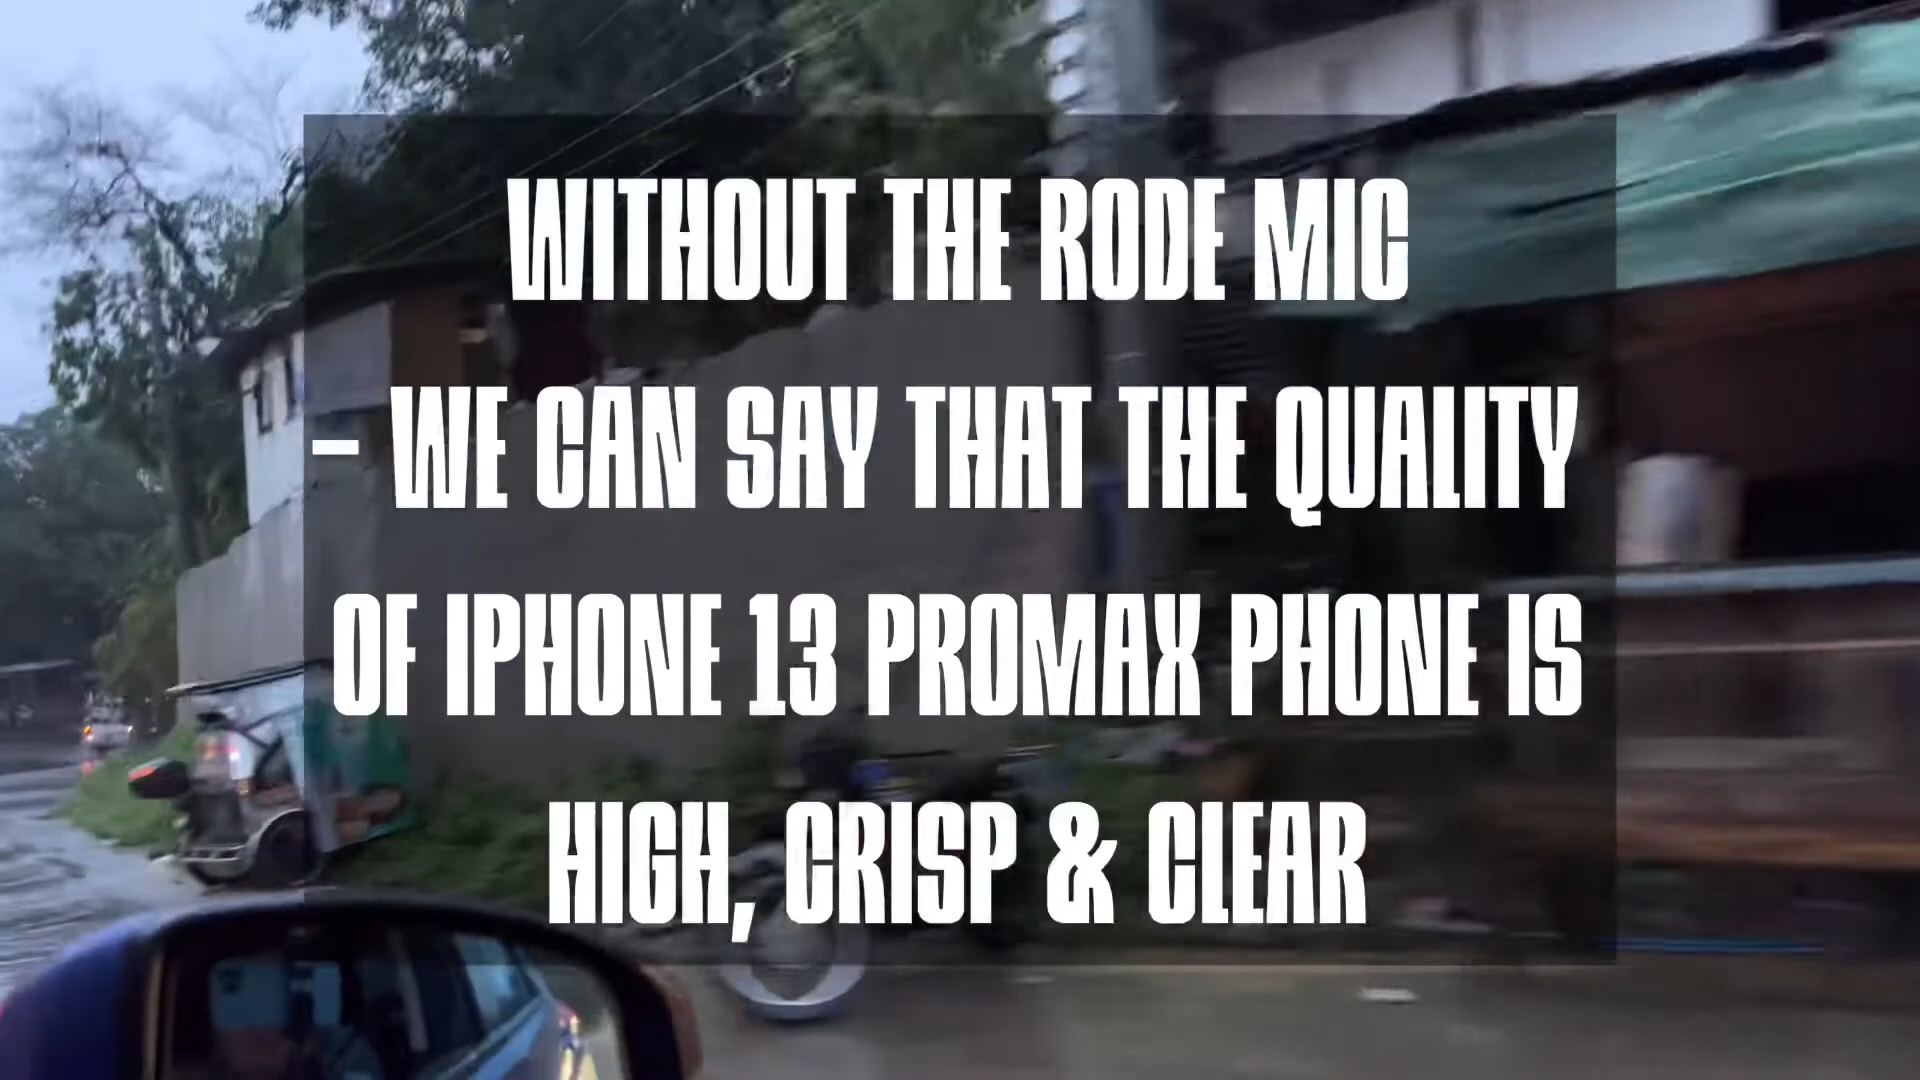 WITHOUT THE RODE MIC
- WE CAN SAY THAT THE QUALITY
OF IPHONE 13 PROMAX PHONE IS
HIGH, CRISP & CLEAR